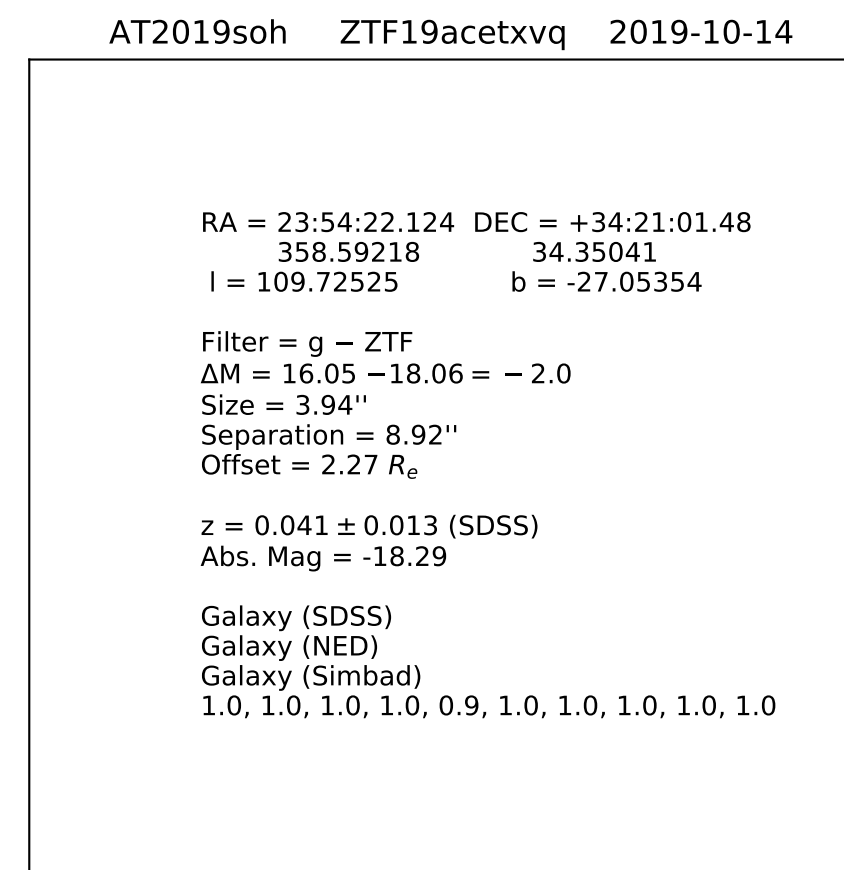 AT2019soh ZTF19acetxvq 2019-10-14
RA = 23:54:22.124 DEC = +34:21:01.48
358.59218 34.35041
l = 109.72525 b = -27.05354
Filter = g − ZTF
ΔM = 16.05 −18.06 = − 2.0
Size = 3.94''
Separation = 8.92''
Offset = 2.27 Re
z = 0.041 ± 0.013 (SDSS)
Abs. Mag = -18.29
Galaxy (SDSS)
Galaxy (NED)
Galaxy (Simbad)
1.0, 1.0, 1.0, 1.0, 0.9, 1.0, 1.0, 1.0, 1.0, 1.0